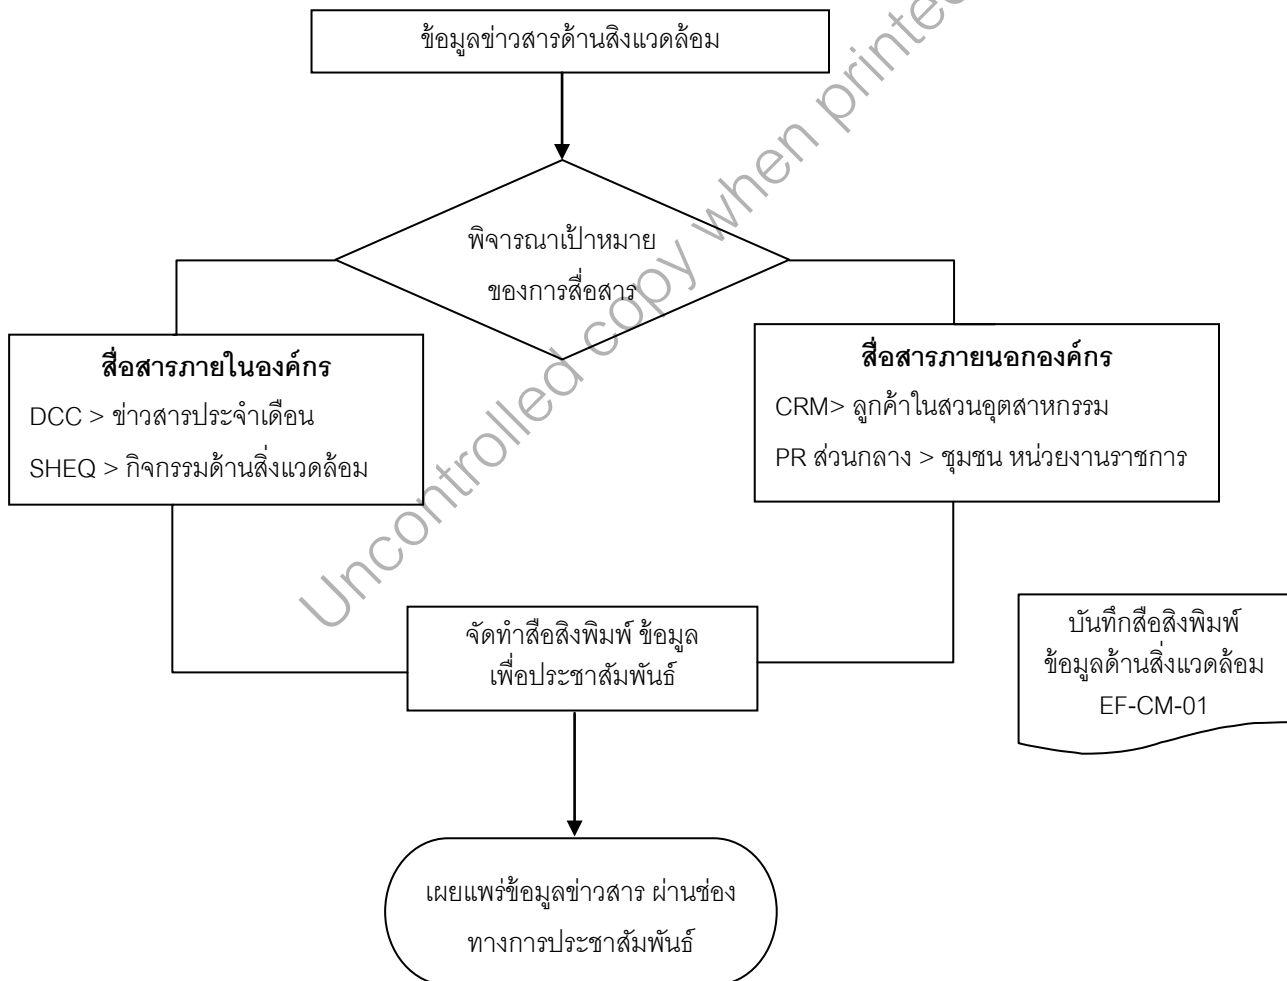 ข้อมูลข่าวสารด้านสิ่งแวดล้อม
พิจารณาเป้าหมาย
ของการสื่อสาร
สื่อสารภายในองค์กร
DCC > ข่าวสารประจำเดือน
SHEQ > กิจกรรมด้านสิ่งแวดล้อม
สื่อสารภายนอกองค์กร
CRM> ลูกค้าในสวนอุตสาหกรรม
PR ส่วนกลาง > ชุมชน หน่วยงานราชการ
จัดทำสื่อสิ่งพิมพ์ ข้อมูล
เพื่อประชาสัมพันธ์
บันทึกสื่อสิ่งพิมพ์
ข้อมูลด้านสิ่งแวดล้อม
EF-CM-01
เผยแพร่ข้อมูลข่าวสาร ผ่านช่อง
ทางการประชาสัมพันธ์
Uncontrolled copy when printed